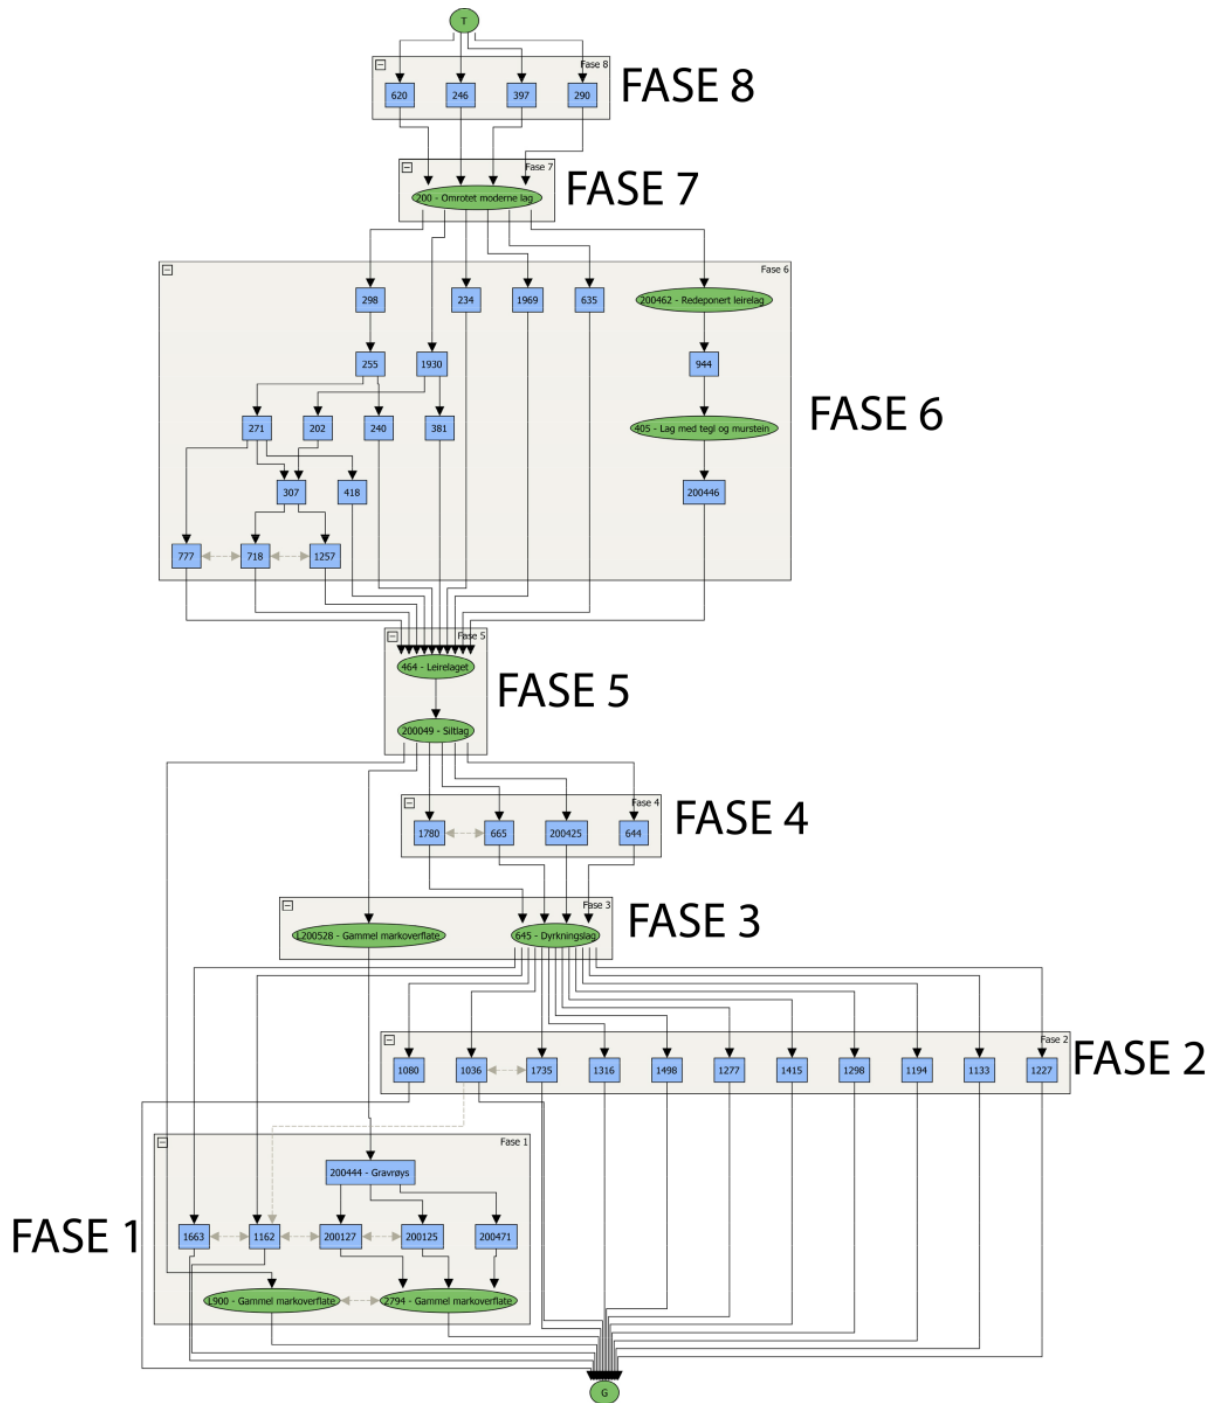 T
Fase 8
620 246 397 290
FASE 8
Fase 7
200 - Omrotet moderne lag
FASE 7
Fase 6
298 234 1969 635 200462 - Redeponert leirelag
255 1930 944
271 202 240 381 405 - Lag med tegl og murstein
FASE 6
307 418 200446
777 718 1257
Fase 5
464 - Leirelaget
FASE 5
200049 - Siltlag
Fase 4
1780 665 200425 644
FASE 4
Fase 3
L200528 - Gammel markoverflate 645 - Dyrkningslag
FASE 3
Fase 2
1080 1036 1735 1316 1498 1277 1415 1298 1194 1133 1227
FASE 2
Fase 1
200444 - Gravrøys
1663 1162 200127 200125 200471
FASE 1
L900 - Gammel markoverflate 2794 - Gammel markoverflate
G